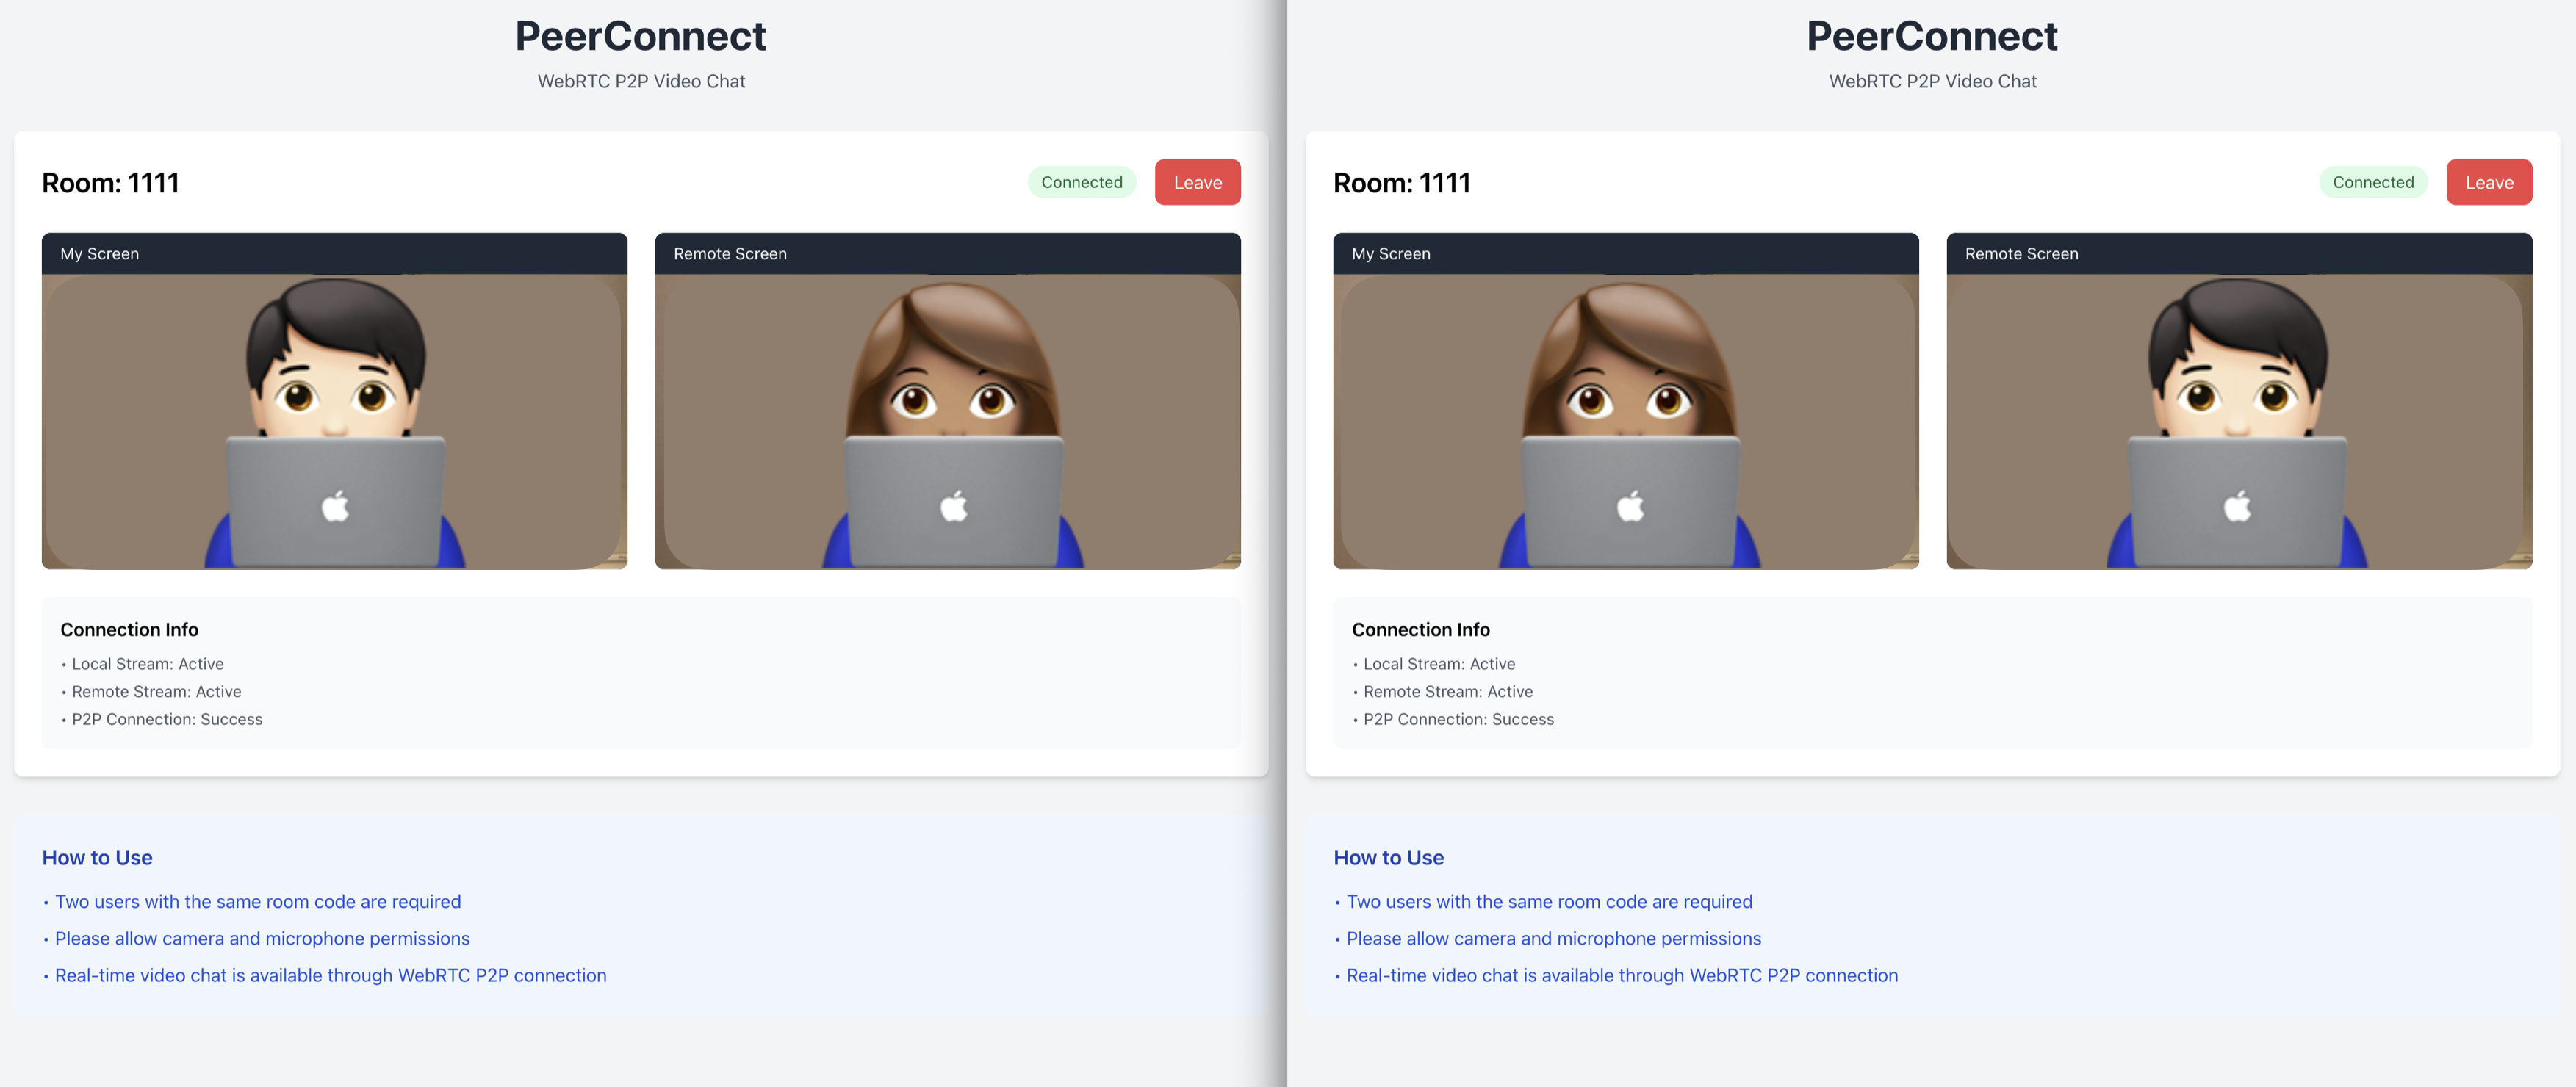 PeerConnect
WebRTC P2P Video Chat
Room: 1111
Connected
Leave
My Screen
Remote Screen
Connection Info
• Local Stream: Active
• Remote Stream: Active
• P2P Connection: Success
How to Use
• Two users with the same room code are required
• Please allow camera and microphone permissions
• Real-time video chat is available through WebRTC P2P connection
PeerConnect
WebRTC P2P Video Chat
Room: 1111
Connected
Leave
My Screen
Remote Screen
Connection Info
• Local Stream: Active
• Remote Stream: Active
• P2P Connection: Success
How to Use
• Two users with the same room code are required
• Please allow camera and microphone permissions
• Real-time video chat is available through WebRTC P2P connection